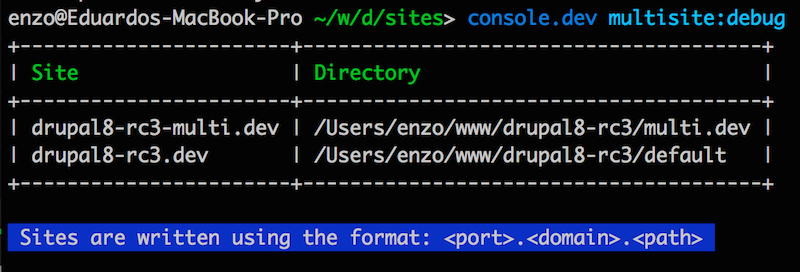 enzo@Eduardos-MacBook-Pro ~/w/d/sites> console.dev multisite:debug
+-----------------------+-----------------------------------+
| Site                  | Directory                         |
+-----------------------+-----------------------------------+
| drupal8-rc3-multi.dev | /Users/enzo/www/drupal8-rc3/multi.dev |
| drupal8-rc3.dev       | /Users/enzo/www/drupal8-rc3/default   |
+-----------------------+-----------------------------------+
Sites are written using the format: <port>.<domain>.<path>